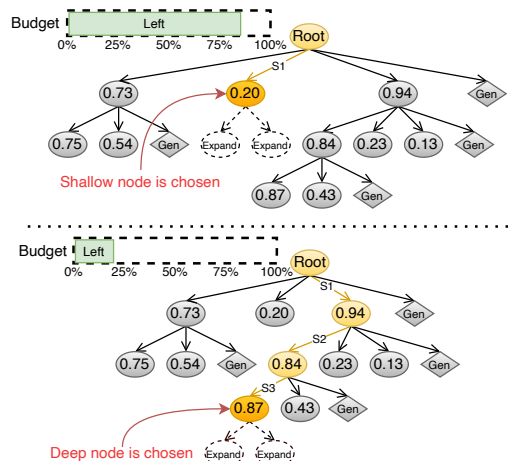 Budget
Left
0% 25% 50% 75% 100%
Root
S1
0.73 0.20 0.94 Gen
0.75 0.54 Gen Expand Expand 0.84 0.23 0.13 Gen
Shallow node is chosen
0.87 0.43 Gen
Budget
Left
0% 25% 50% 75% 100%
Root
S1
0.73 0.20 0.94 Gen
S2
0.75 0.54 Gen 0.84 0.23 0.13 Gen
S3
0.87 0.43 Gen
Deep node is chosen
Expand Expand